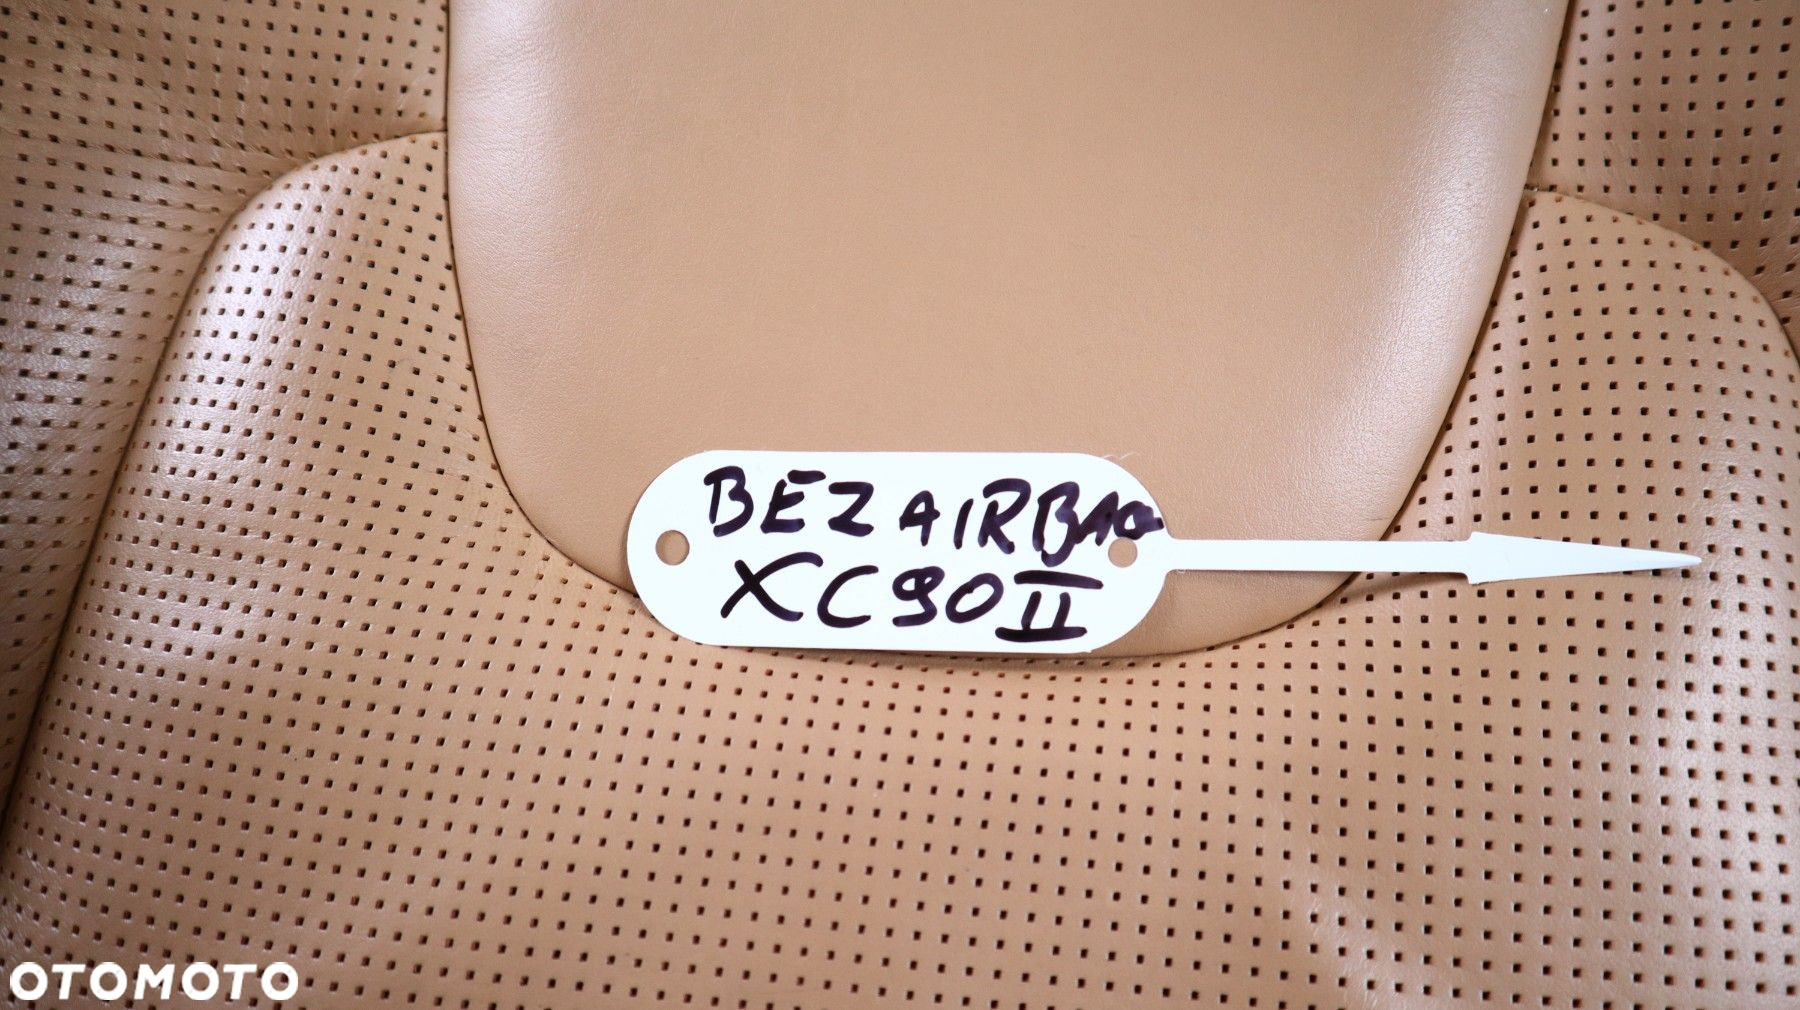 BEZ AIRBAG
XC90 II
OTOMOTO